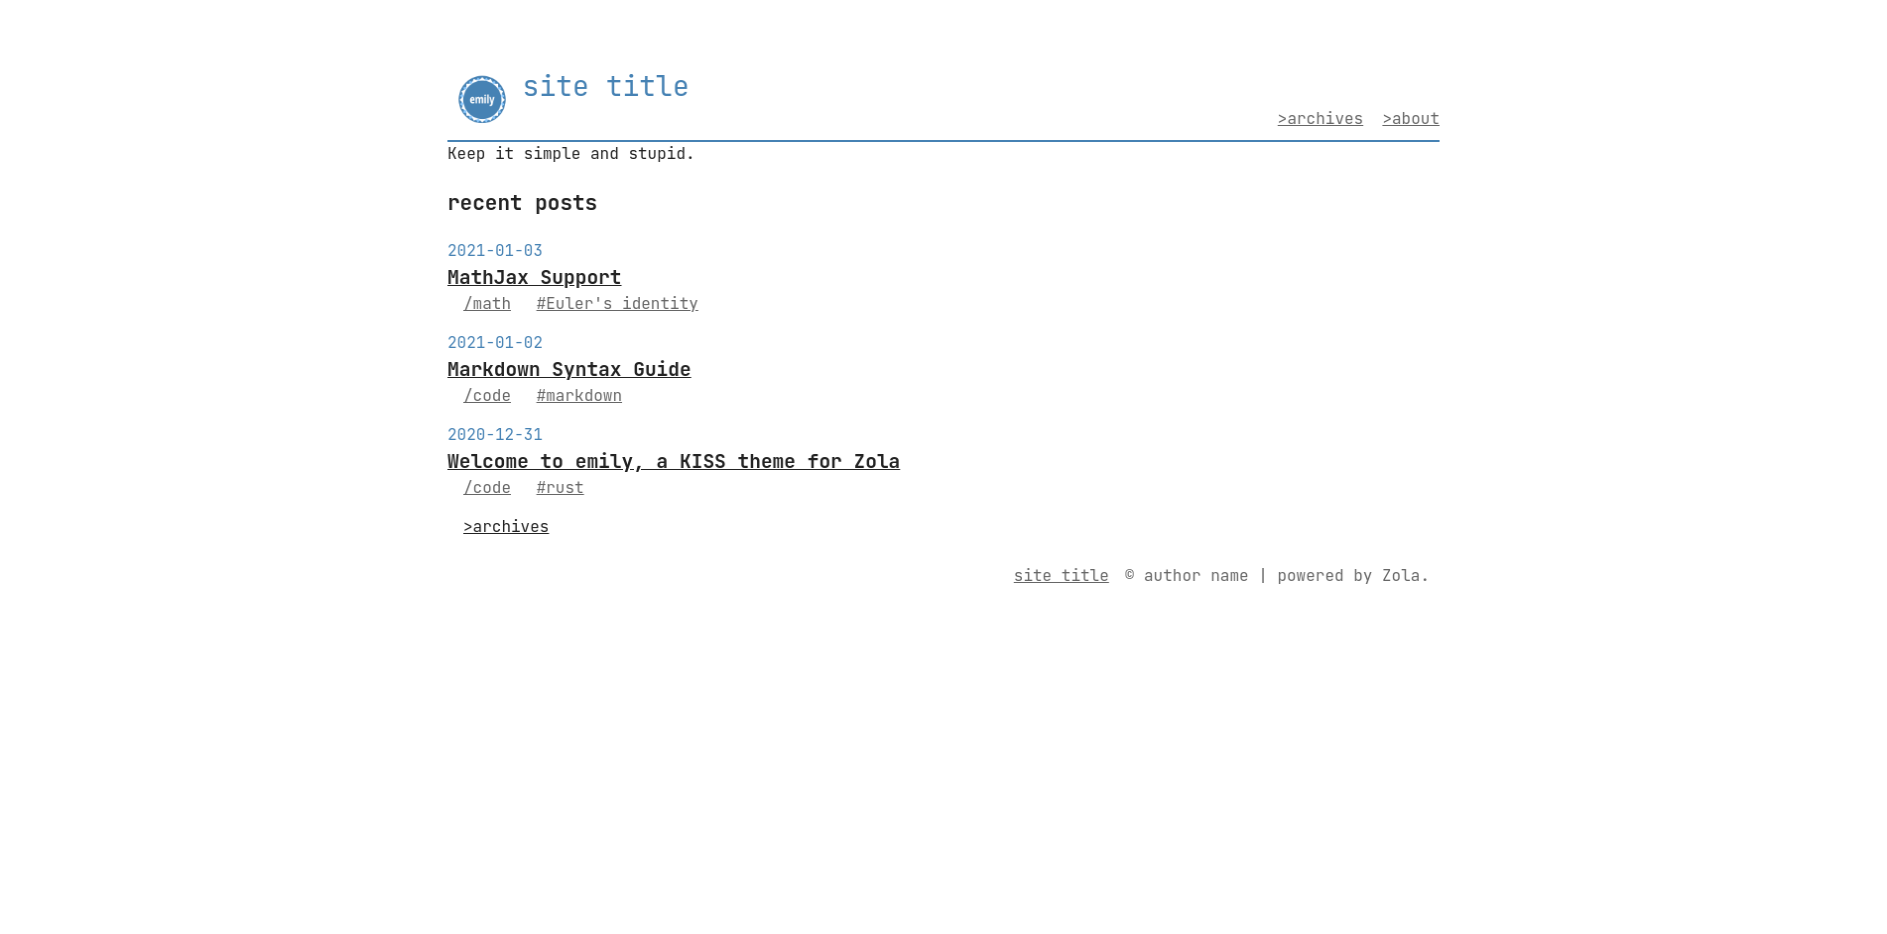 emily
site title
>archives >about
Keep it simple and stupid.
recent posts
2021-01-03
MathJax Support
/math #Euler's identity
2021-01-02
Markdown Syntax Guide
/code #markdown
2020-12-31
Welcome to emily, a KISS theme for Zola
/code #rust
>archives
site title © author name | powered by Zola.